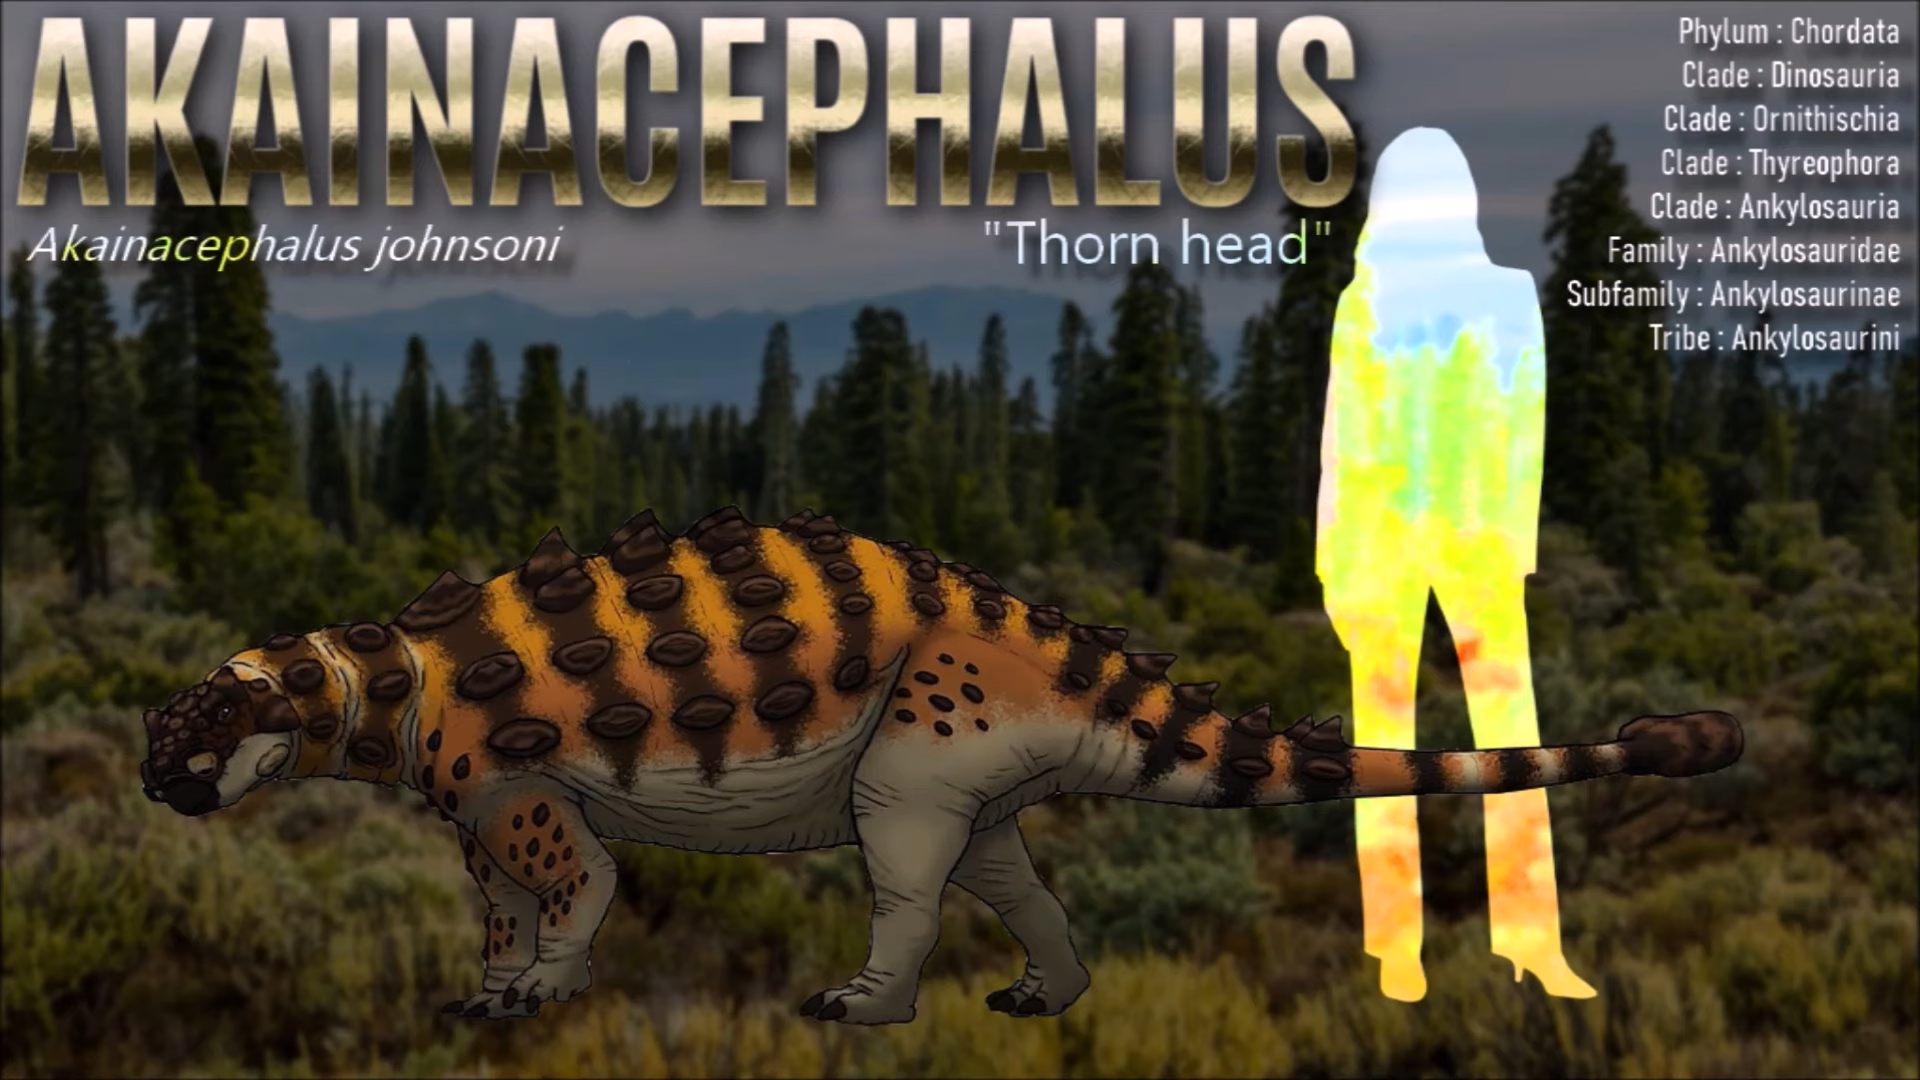 AKAINACEPHALUS
Akainacephalus johnsoni
"Thorn head"
Phylum : Chordata
Clade : Dinosauria
Clade : Ornithischia
Clade : Thyreophora
Clade : Ankylosauria
Family : Ankylosauridae
Subfamily : Ankylosaurinae
Tribe : Ankylosaurini